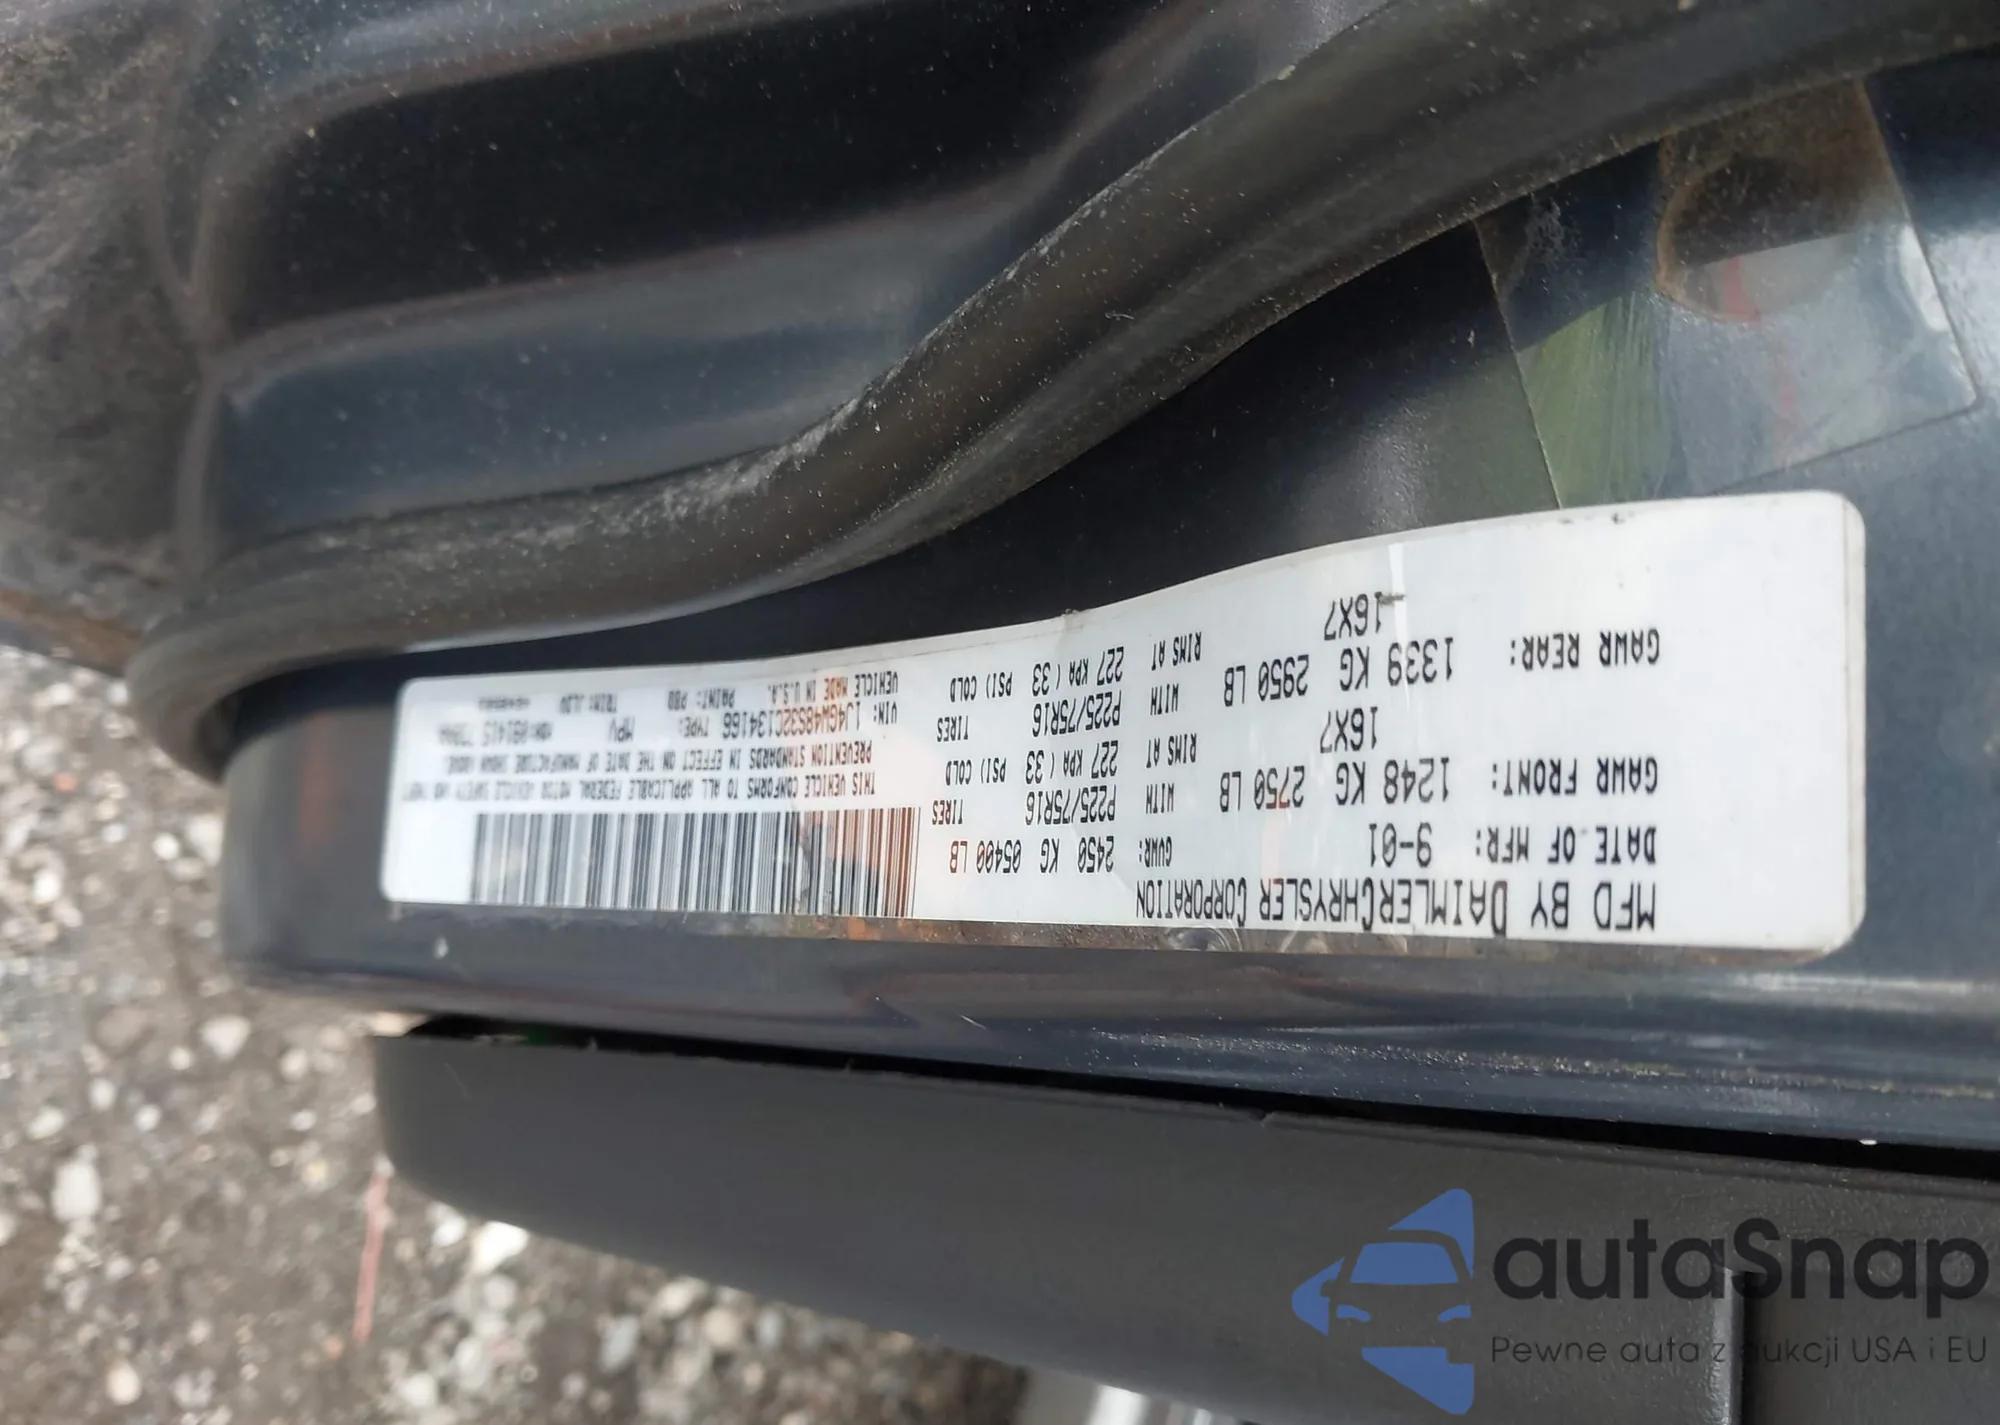 MFD BY DAIMLERCHRYSLER CORPORATION
DATE OF MFR: 9-01 GVWR: 2450 KG 05400 LB
GAWR FRONT: 1248 KG 2750 LB WITH P225/75R16 TIRES
16X7 RIMS AT 227 KPA ( 33 PSI) COLD
GAWR REAR: 1339 KG 2950 LB WITH P225/75R16 TIRES
16X7 RIMS AT 227 KPA ( 33 PSI) COLD
THIS VEHICLE CONFORMS TO ALL APPLICABLE FEDERAL MOTOR VEHICLE SAFETY AND THEFT
PREVENTION STANDARDS IN EFFECT ON THE DATE OF MANUFACTURE SHOWN ABOVE.
VIN: 1J4GW48S32C134166 TYPE: MPV
VEHICLE MADE IN U.S.A. PAINT: TRIM:
autaSnap
Pewne auta z aukcji USA i EU